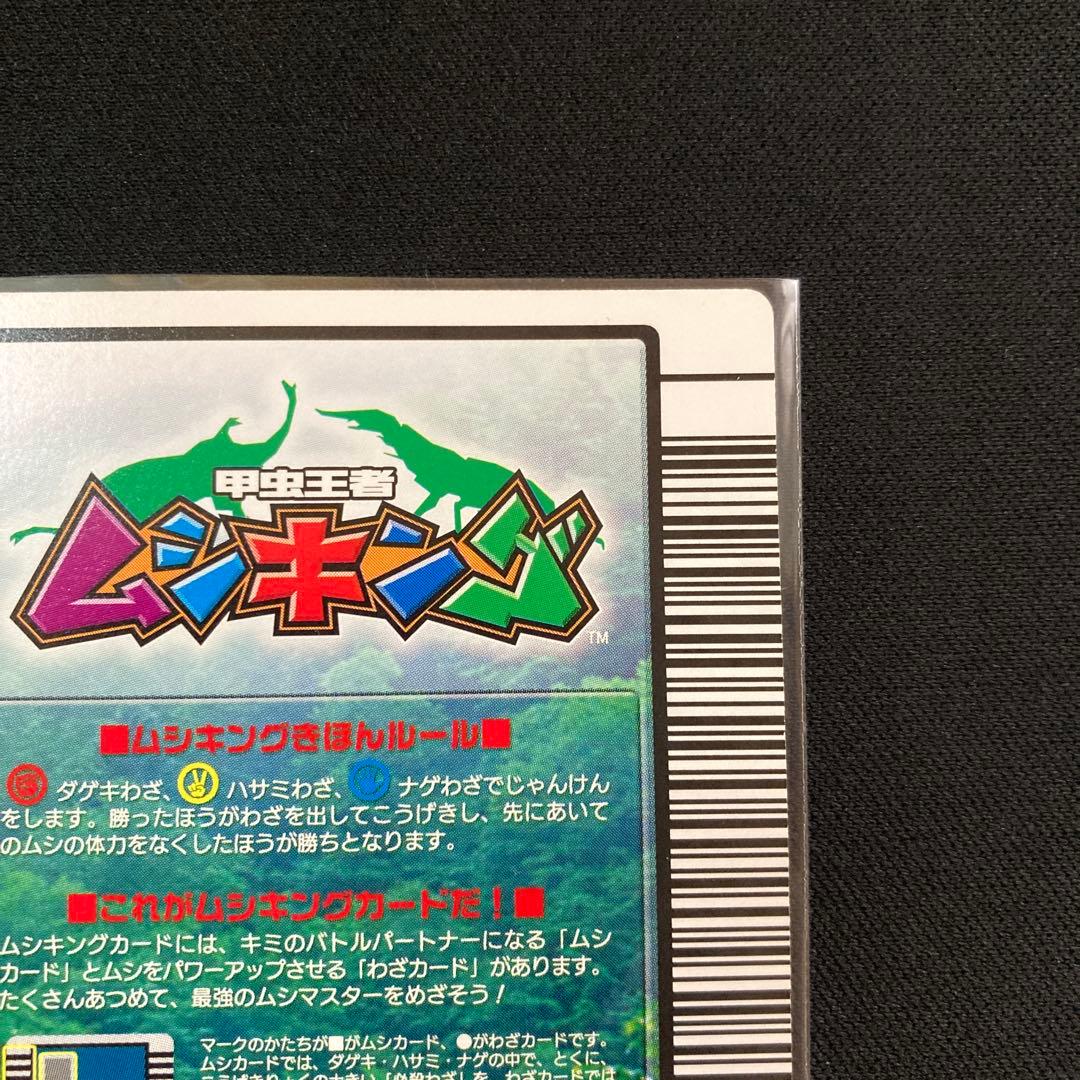 甲虫王者
ムシキング
TM
■ムシキングきほんルール■
ダゲキわざ、 ハサミわざ、 ナゲわざでじゃんけん
をします。勝ったほうがわざを出してこうげきし、先にあいて
のムシの体力をなくしたほうが勝ちとなります。
■これがムシキングカードだ！■
ムシキングカードには、キミのバトルパートナーになる「ムシ
カード」とムシをパワーアップさせる「わざカード」があります。
たくさんあつめて、最強のムシマスターをめざそう！
マークのかたちが■がムシカード、●がわざカードです。
ムシカードでは、ダゲキ・ハサミ・ナゲの中で、とくに、